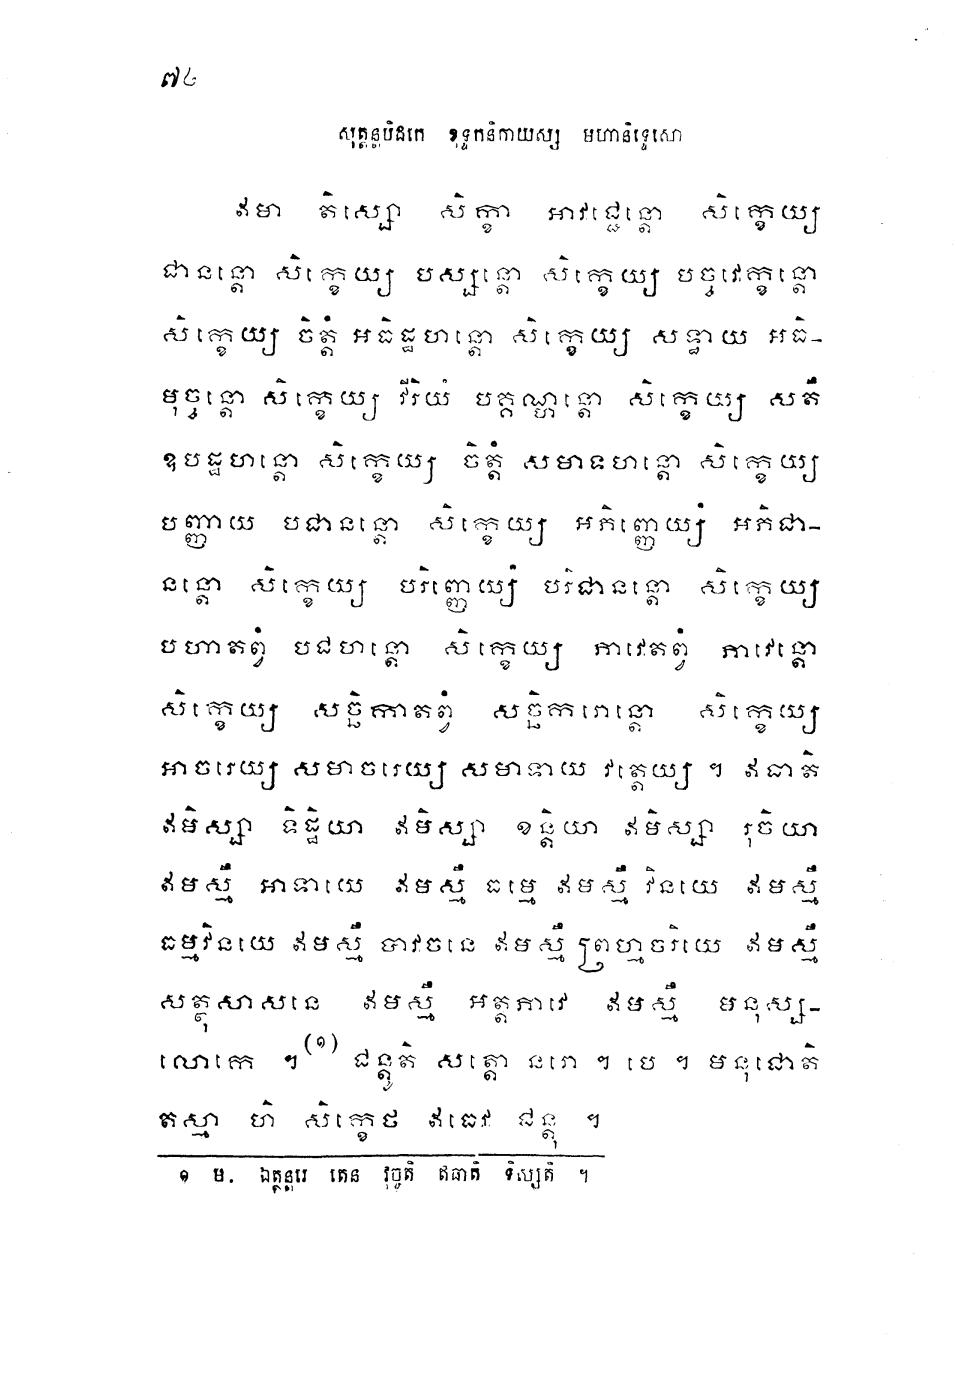 ៧៤
សុត្តន្តបិដកេ ខុទ្ទកនិកាយស្ស មហានិទ្ទេសោ
ឥមា តិស្សោ សិក្ខា អាវជ្ជេន្តោ សិក្ខេយ្យ
ជានន្តោ សិក្ខេយ្យ បស្សន្តោ សិក្ខេយ្យ បច្ចវេក្ខន្តោ
សិក្ខេយ្យ ចិត្តំ អធិដ្ឋហន្តោ សិក្ខេយ្យ សទ្ធាយ អធិ-
មុច្ចន្តោ សិក្ខេយ្យ វីរិយំ បគ្គណ្ហន្តោ សិក្ខេយ្យ សតឹ
ឧបដ្ឋហន្តោ សិក្ខេយ្យ ចិត្តំ សមាទហន្តោ សិក្ខេយ្យ
បញ្ញាយ បជានន្តោ សិក្ខេយ្យ អភិញ្ញេយ្យំ អភិជា-
នន្តោ សិក្ខេយ្យ បរិញ្ញេយ្យំ បរិជានន្តោ សិក្ខេយ្យ
បហាតព្វំ បជហន្តោ សិក្ខេយ្យ ភាវេតព្វំ ភាវេន្តោ
សិក្ខេយ្យ សច្ឆិកាតព្វំ សច្ឆិករោន្តោ សិក្ខេយ្យ
អាចរេយ្យ សមាចរេយ្យ សមាទាយ វត្តេយ្យ ។ ឥធាតិ
ឥមិស្សា ទិដ្ឋិយា ឥមិស្សា ខន្តិយា ឥមិស្សា រុចិយា
ឥមស្មឹ អាទាយេ ឥមស្មឹ ធម្មេ ឥមស្មឹ វិនយេ ឥមស្មឹ
ធម្មវិនយេ ឥមស្មឹ បាវចនេ ឥមស្មឹ ព្រហ្មចរិយេ ឥមស្មឹ
សត្ថុសាសនេ ឥមស្មឹ អត្តភាវេ ឥមស្មឹ មនុស្ស-
លោកេ ។(១) ជន្តូតិ សត្តោ នរោ ។ បេ ។ មនុជោតិ
តស្មា ហិ សិក្ខេថ ឥធេវ ជន្តុ ។
១ ម. ឯត្ថន្តរេ តេន វុច្ចតិ ឥធាតិ ទិស្សតិ ។